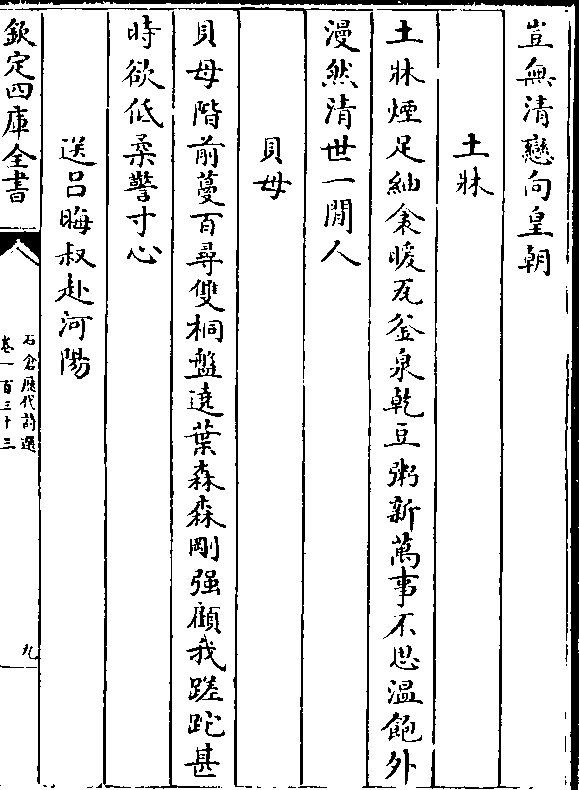 豈無清戀向皇朝
土牀
土牀煙足紬衾暖瓦釜泉乾豆粥新萬事不思溫飽外
漫然清世一閒人
貝母
貝母階前蔓百尋雙桐盤遶葉森森剛强顧我蹉跎甚
時欲低柔警寸心
送吕晦叔赴河陽
欽定四庫全書
石倉歷代詩選
卷一百三十三
九